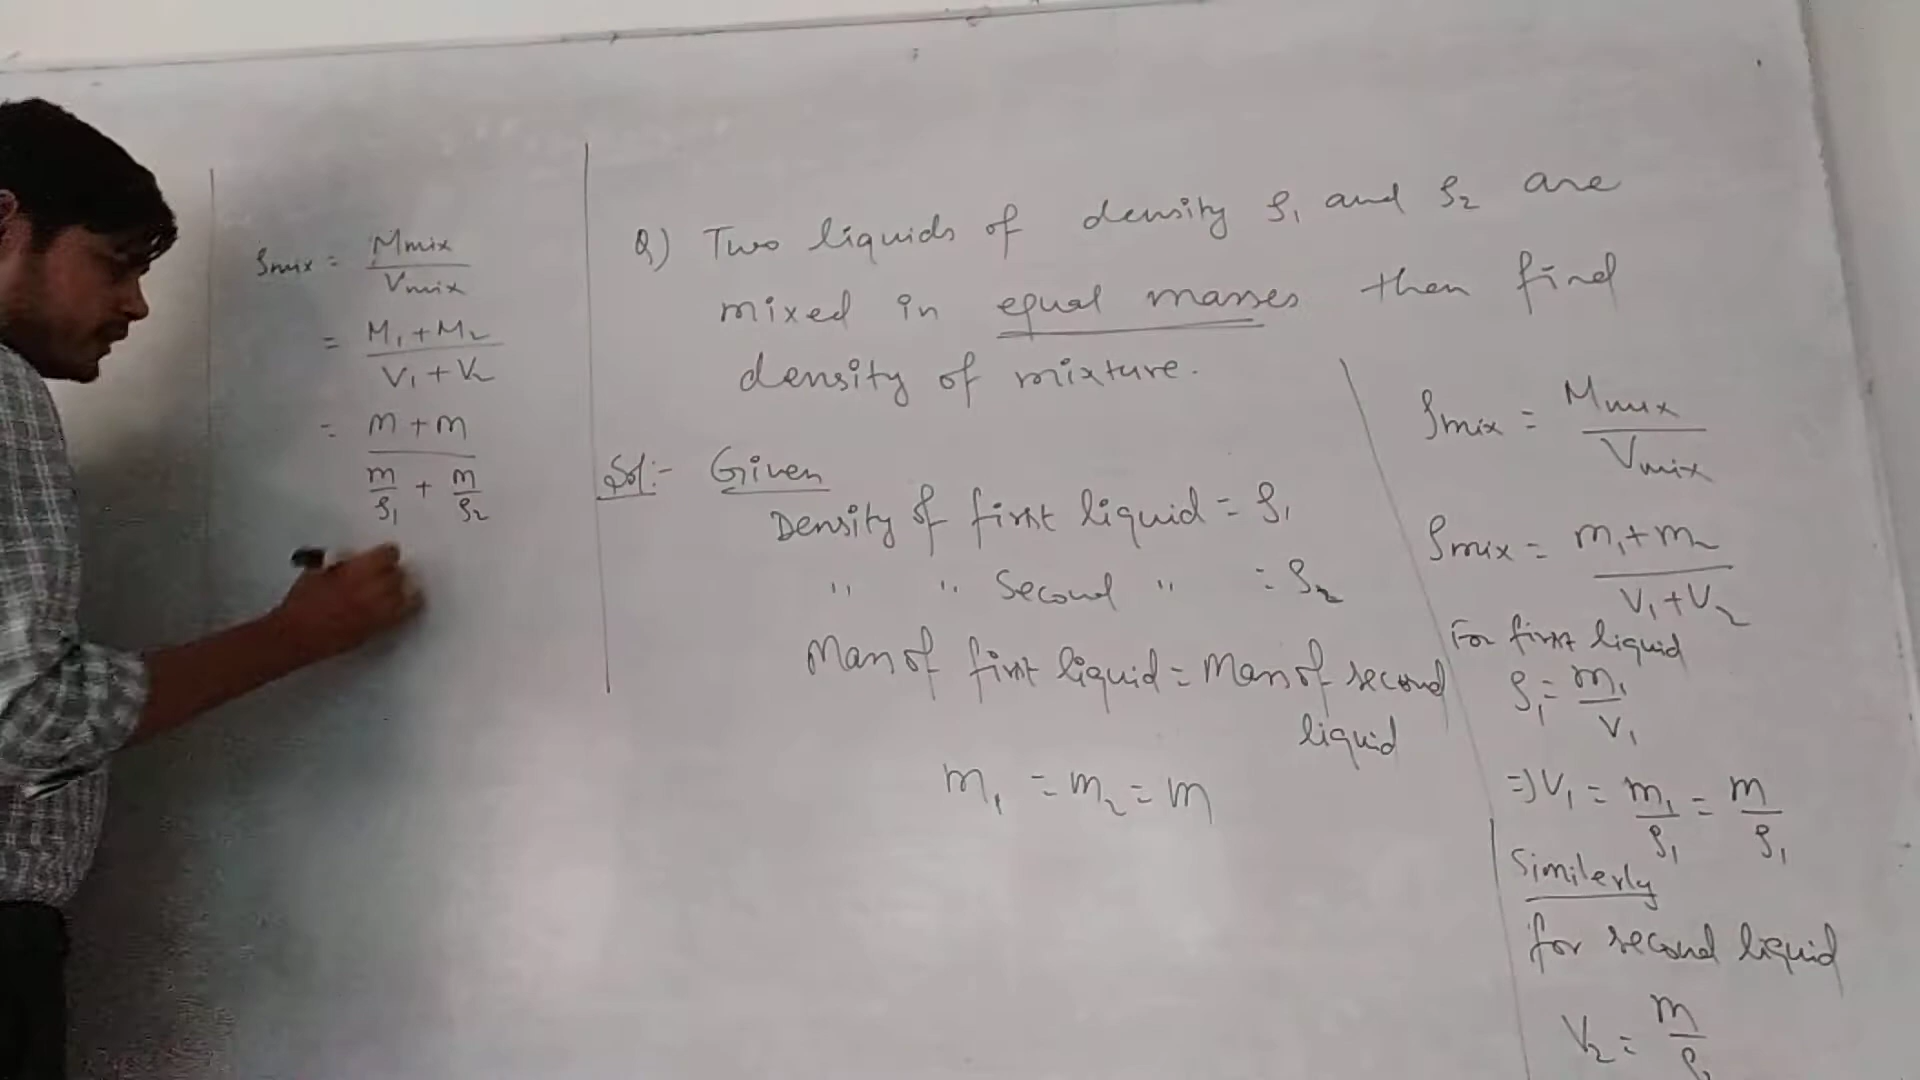 Q) Two liquids of density ρ₁ and ρ₂ are
mixed in equal masses then find
density of mixture.
Sol:- Given
Density of first liquid = ρ₁
" " Second " = ρ₂
Mass of first liquid = Mass of second
liquid
m₁ = m₂ = m
ρmix = Mmix
Vmix
ρmix = m₁ + m₂
V₁ + V₂
For first liquid
ρ₁ = m₁
V₁
=> V₁ = m₁ = m
ρ₁ ρ₁
Similerly
for second liquid
V₂ = m
ρ₂
ρmix = Mmix
Vmix
= M₁ + M₂
V₁ + V₂
= m + m
m + m
ρ₁ ρ₂